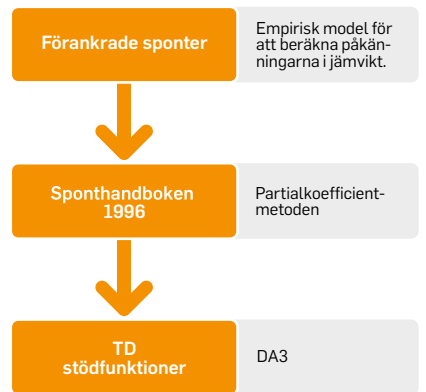 Förankrade sponter
Empirisk model för
att beräkna påkän-
ningarna i jämvikt.
Sponthandboken
1996
Partialkoefficient-
metoden
TD
stödfunktioner
DA3